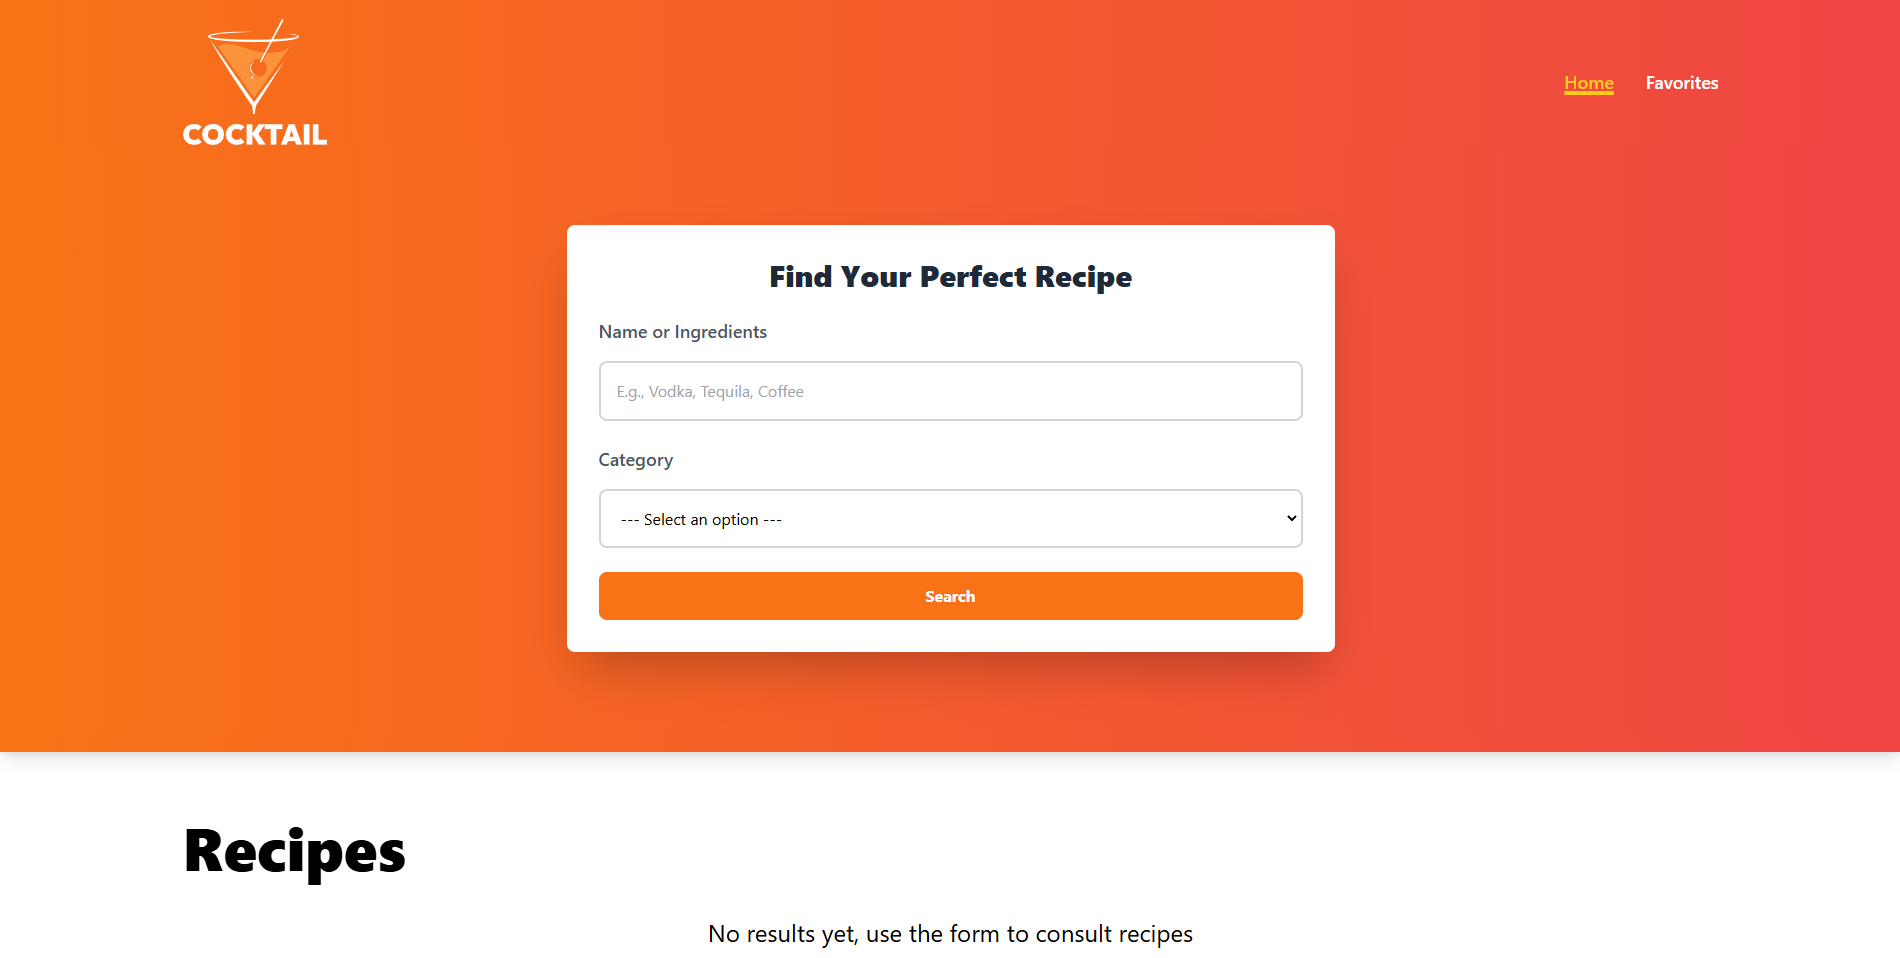 COCKTAIL
Home
Favorites
Find Your Perfect Recipe
Name or Ingredients
E.g., Vodka, Tequila, Coffee
Category
--- Select an option ---
Search
Recipes
No results yet, use the form to consult recipes